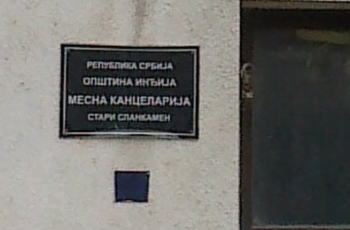 РЕПУБЛИКА СРБИЈА
ОПШТИНА ИНЂИЈА
МЕСНА КАНЦЕЛАРИЈА
СТАРИ СЛАНКАМЕН